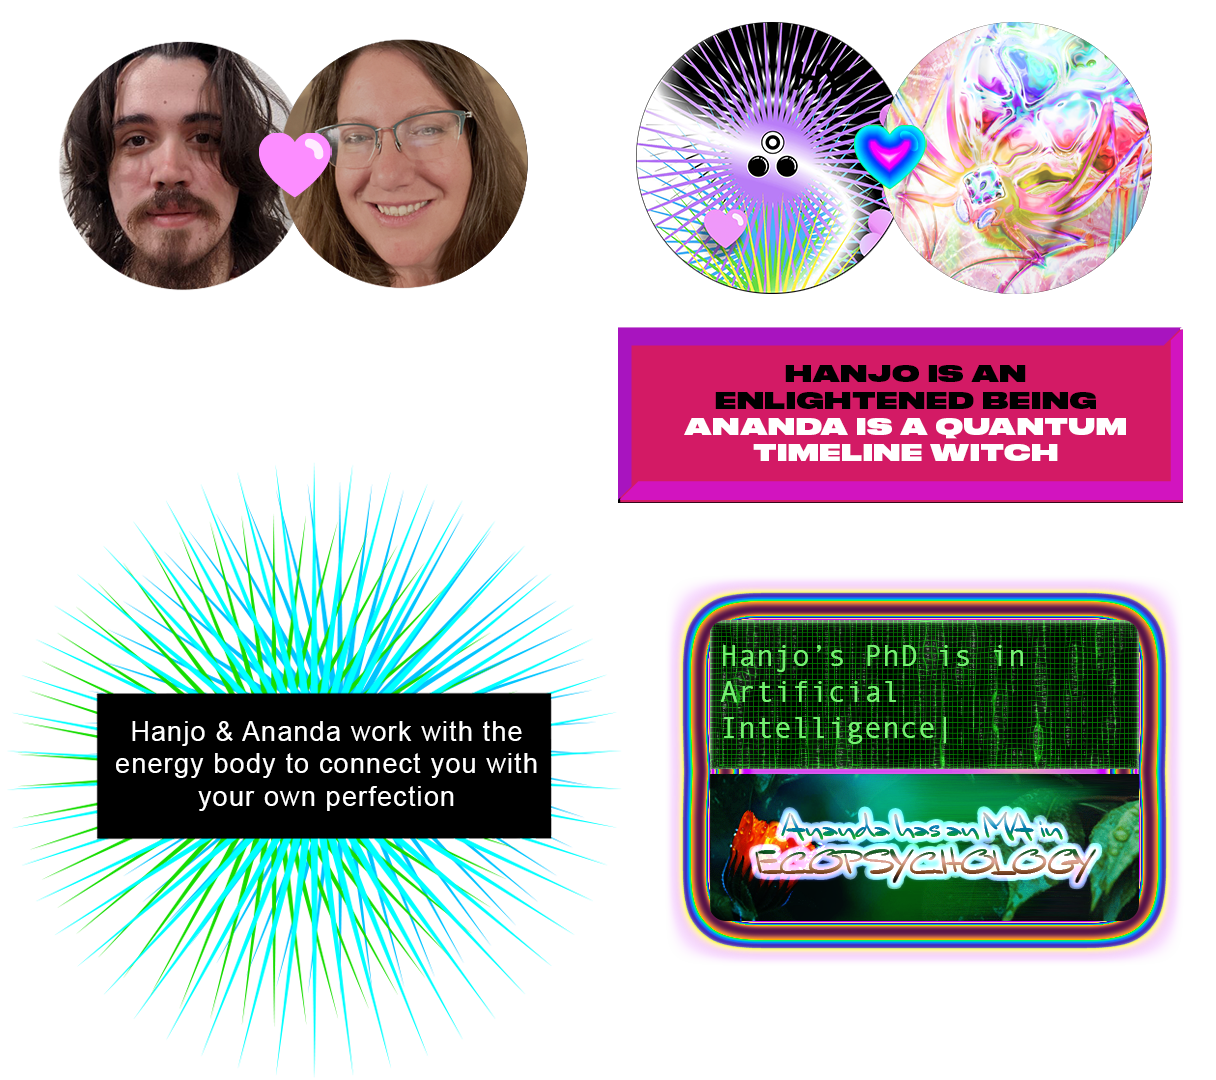 HANJO IS AN
ENLIGHTENED BEING
ANANDA IS A QUANTUM
TIMELINE WITCH
Hanjo & Ananda work with the
energy body to connect you with
your own perfection
Hanjo's PhD is in
Artificial
Intelligence|
Ananda has an MA in
ECOPSYCHOLOGY